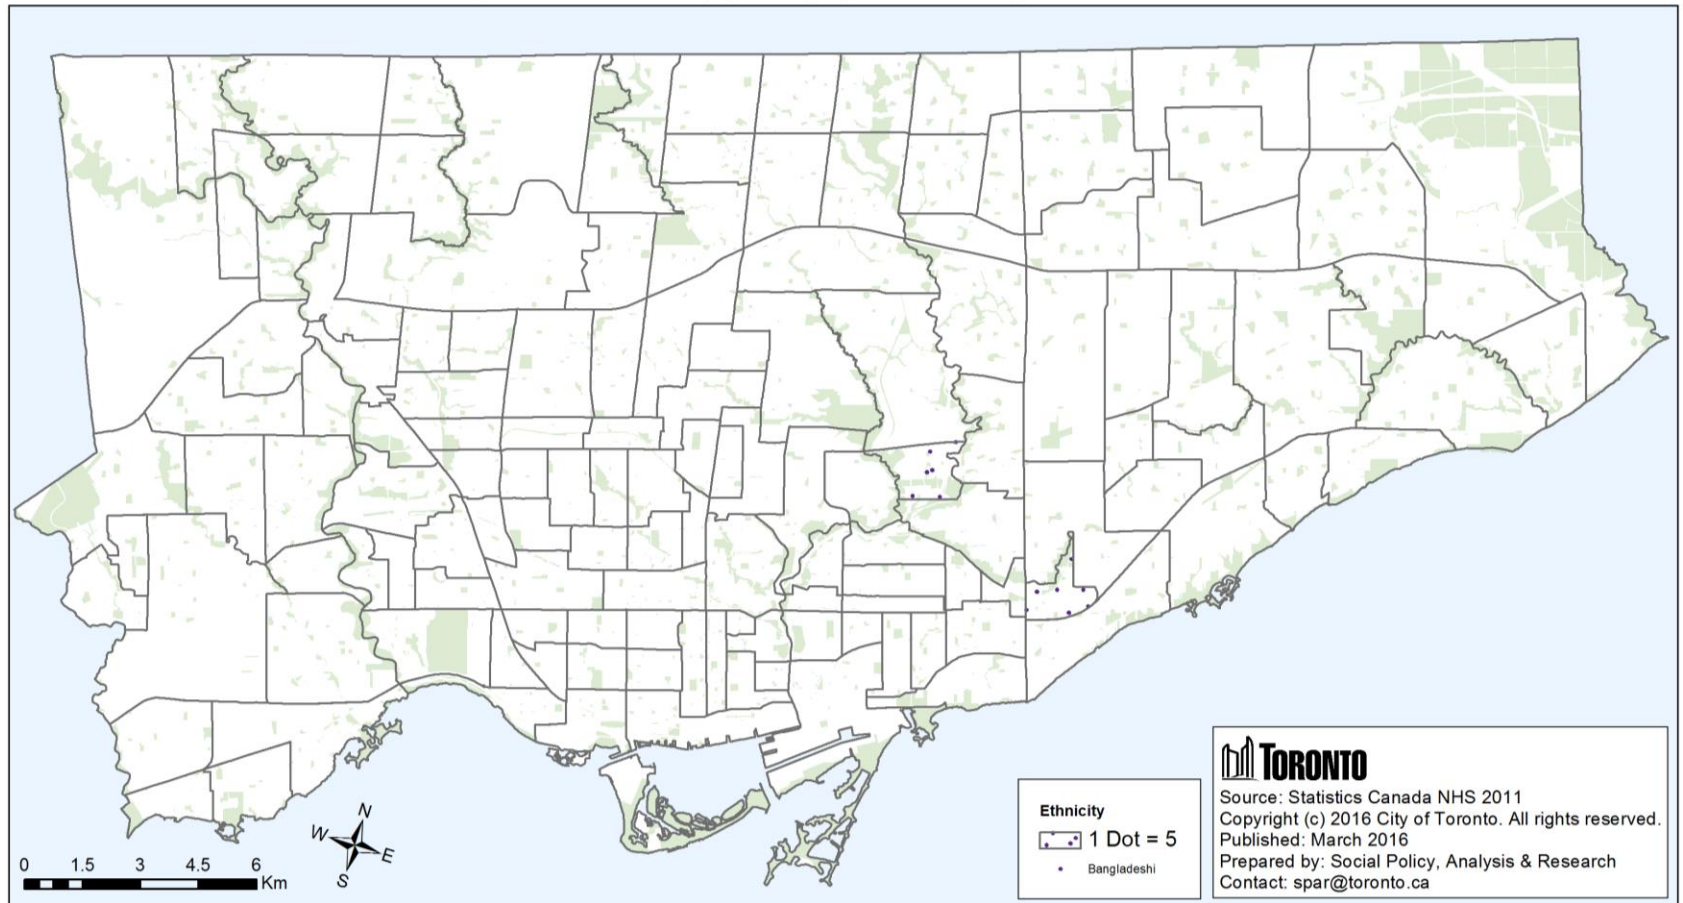 N
W
E
S
0 1.5 3 4.5 6
Km
Ethnicity
1 Dot = 5
Bangladeshi
TORONTO
Source: Statistics Canada NHS 2011
Copyright (c) 2016 City of Toronto. All rights reserved.
Published: March 2016
Prepared by: Social Policy, Analysis & Research
Contact: spar@toronto.ca